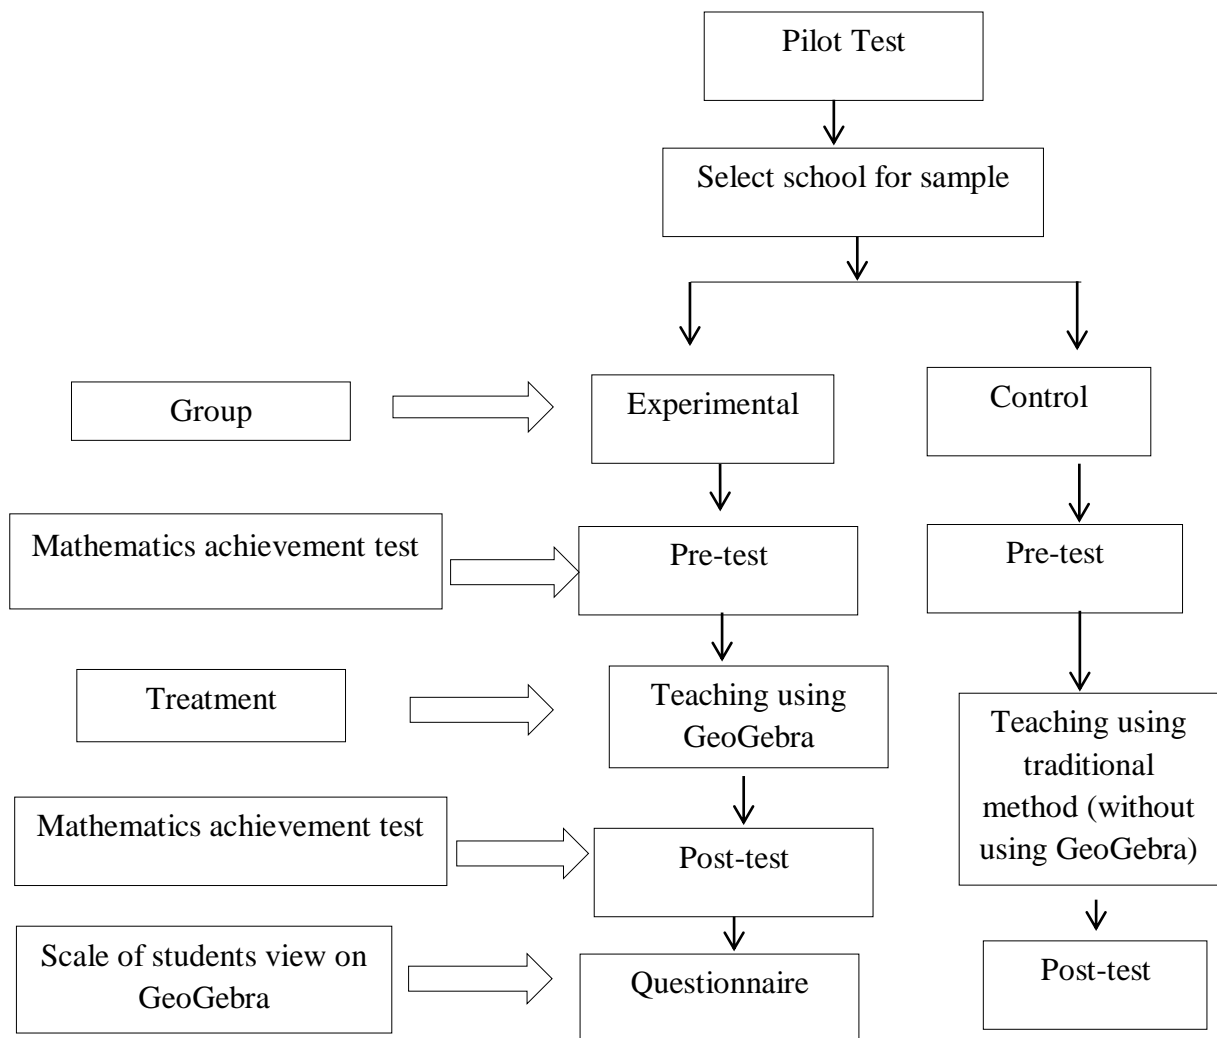 Pilot Test
Select school for sample
Group
Experimental
Control
Mathematics achievement test
Pre-test
Pre-test
Treatment
Teaching using
GeoGebra
Teaching using
traditional
method (without
using GeoGebra)
Mathematics achievement test
Post-test
Scale of students view on
GeoGebra
Questionnaire
Post-test